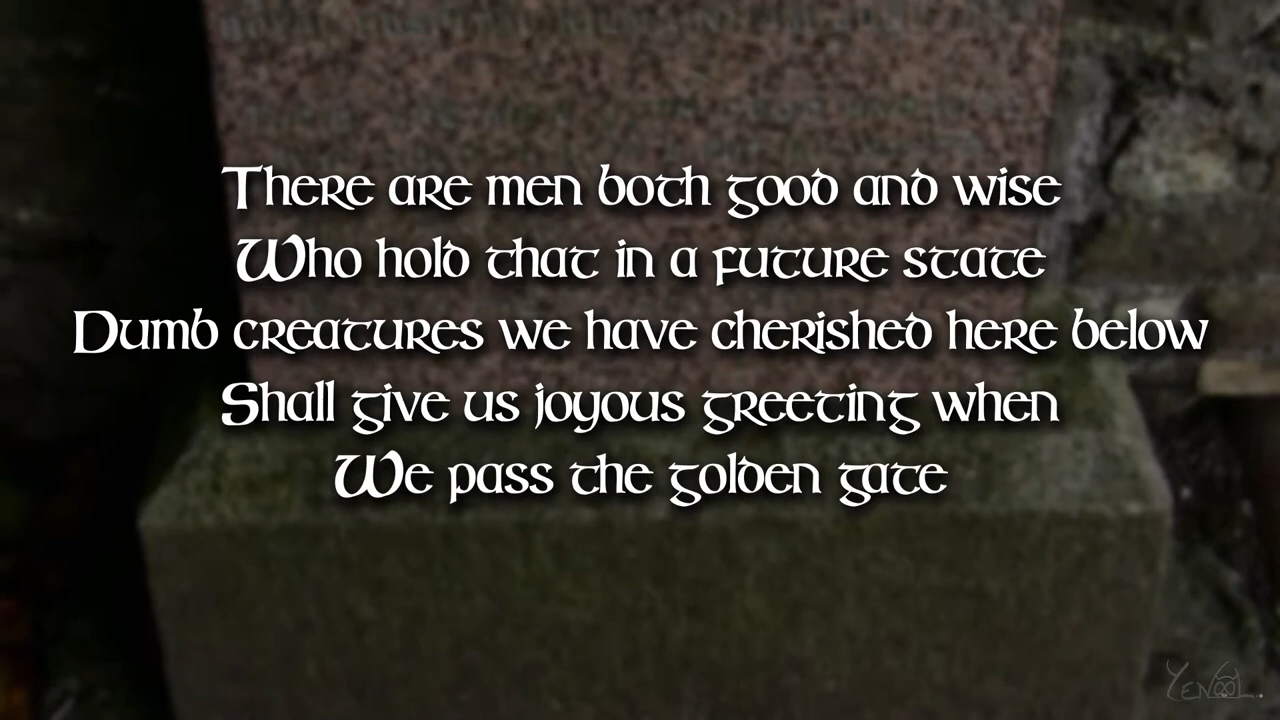 There are men both good and wise
Who hold that in a future state
Dumb creatures we have cherished here below
Shall give us joyous greeting when
We pass the golden gate